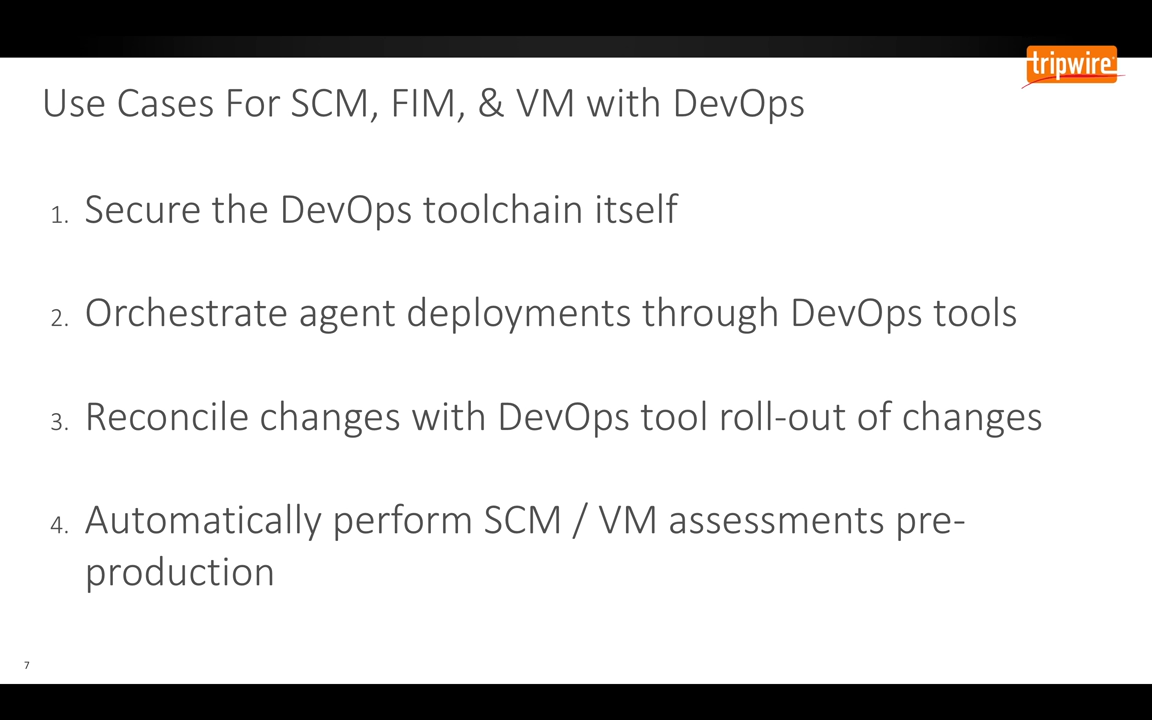 tripwire
Use Cases For SCM, FIM, & VM with DevOps
1. Secure the DevOps toolchain itself
2. Orchestrate agent deployments through DevOps tools
3. Reconcile changes with DevOps tool roll-out of changes
4. Automatically perform SCM / VM assessments pre-
production
7